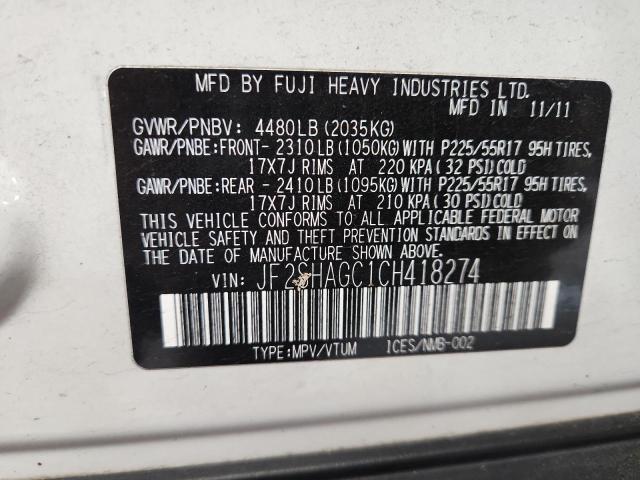 MFD BY FUJI HEAVY INDUSTRIES LTD.
MFD IN 11/11
GVWR/PNBV: 4480LB (2035KG)
GAWR/PNBE: FRONT- 2310LB (1050KG) WITH P225/55R17 95H TIRES,
17X7J RIMS AT 220 KPA (32 PSI) COLD
GAWR/PNBE: REAR - 2410LB (1095KG) WITH P225/55R17 95H TIRES,
17X7J RIMS AT 210 KPA (30 PSI) COLD
THIS VEHICLE CONFORMS TO ALL APPLICABLE FEDERAL MOTOR
VEHICLE SAFETY AND THEFT PREVENTION STANDARDS IN EFFECT ON
THE DATE OF MANUFACTURE SHOWN ABOVE.
VIN: JF2SHAGC1CH418274
TYPE: MPV/VTUM ICES/NMB-002